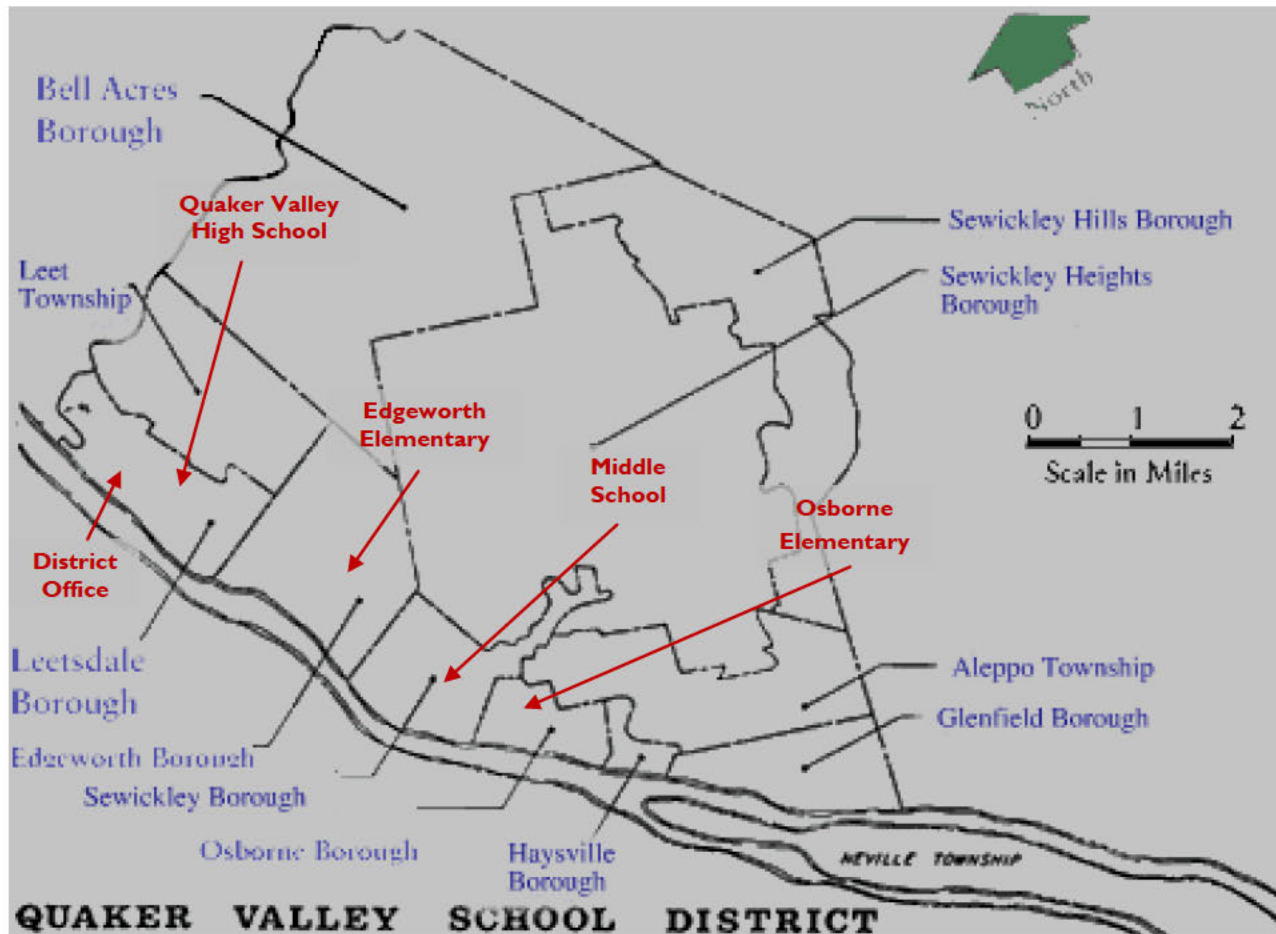 North
Bell Acres
Borough
Quaker Valley
High School
Sewickley Hills Borough
Leet
Township
Sewickley Heights
Borough
Edgeworth
Elementary
0 1 2
Scale in Miles
Middle
School
Osborne
Elementary
District
Office
Leetsdale
Borough
Aleppo Township
Glenfield Borough
Edgeworth Borough
Sewickley Borough
Osborne Borough
Haysville
Borough
NEVILLE TOWNSHIP
QUAKER VALLEY SCHOOL DISTRICT